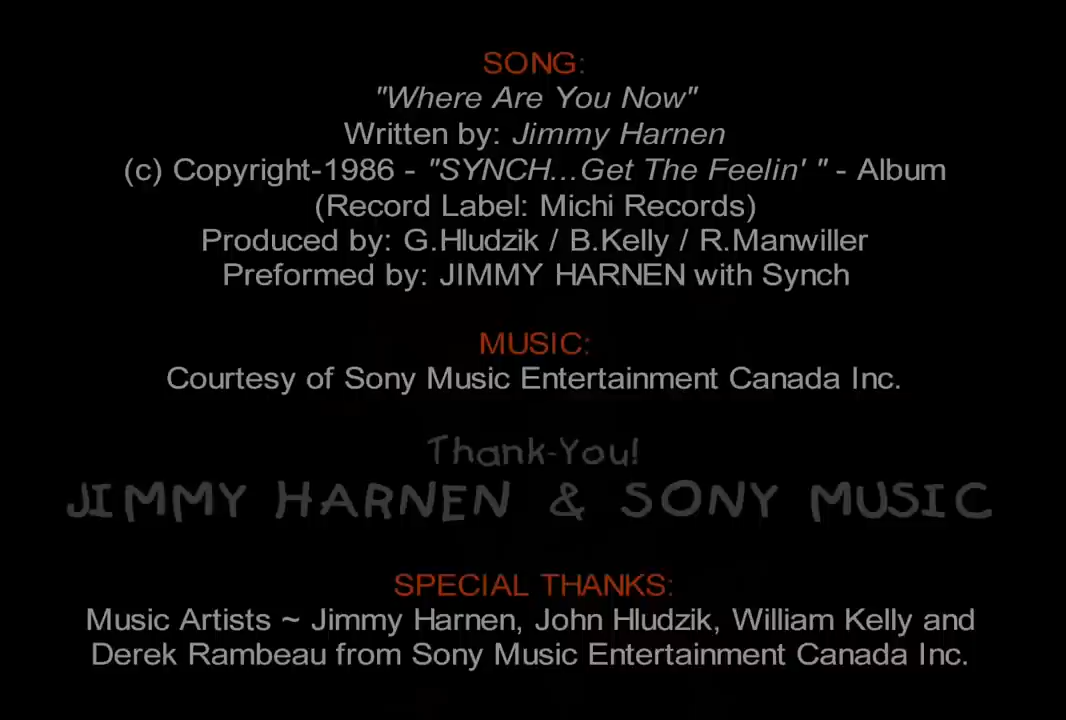 SONG:
"Where Are You Now"
Written by: Jimmy Harnen
(c) Copyright-1986 - "SYNCH...Get The Feelin' " - Album
(Record Label: Michi Records)
Produced by: G.Hludzik / B.Kelly / R.Manwiller
Preformed by: JIMMY HARNEN with Synch
MUSIC:
Courtesy of Sony Music Entertainment Canada Inc.
Thank-You!
JIMMY HARNEN & SONY MUSIC
SPECIAL THANKS:
Music Artists ~ Jimmy Harnen, John Hludzik, William Kelly and
Derek Rambeau from Sony Music Entertainment Canada Inc.